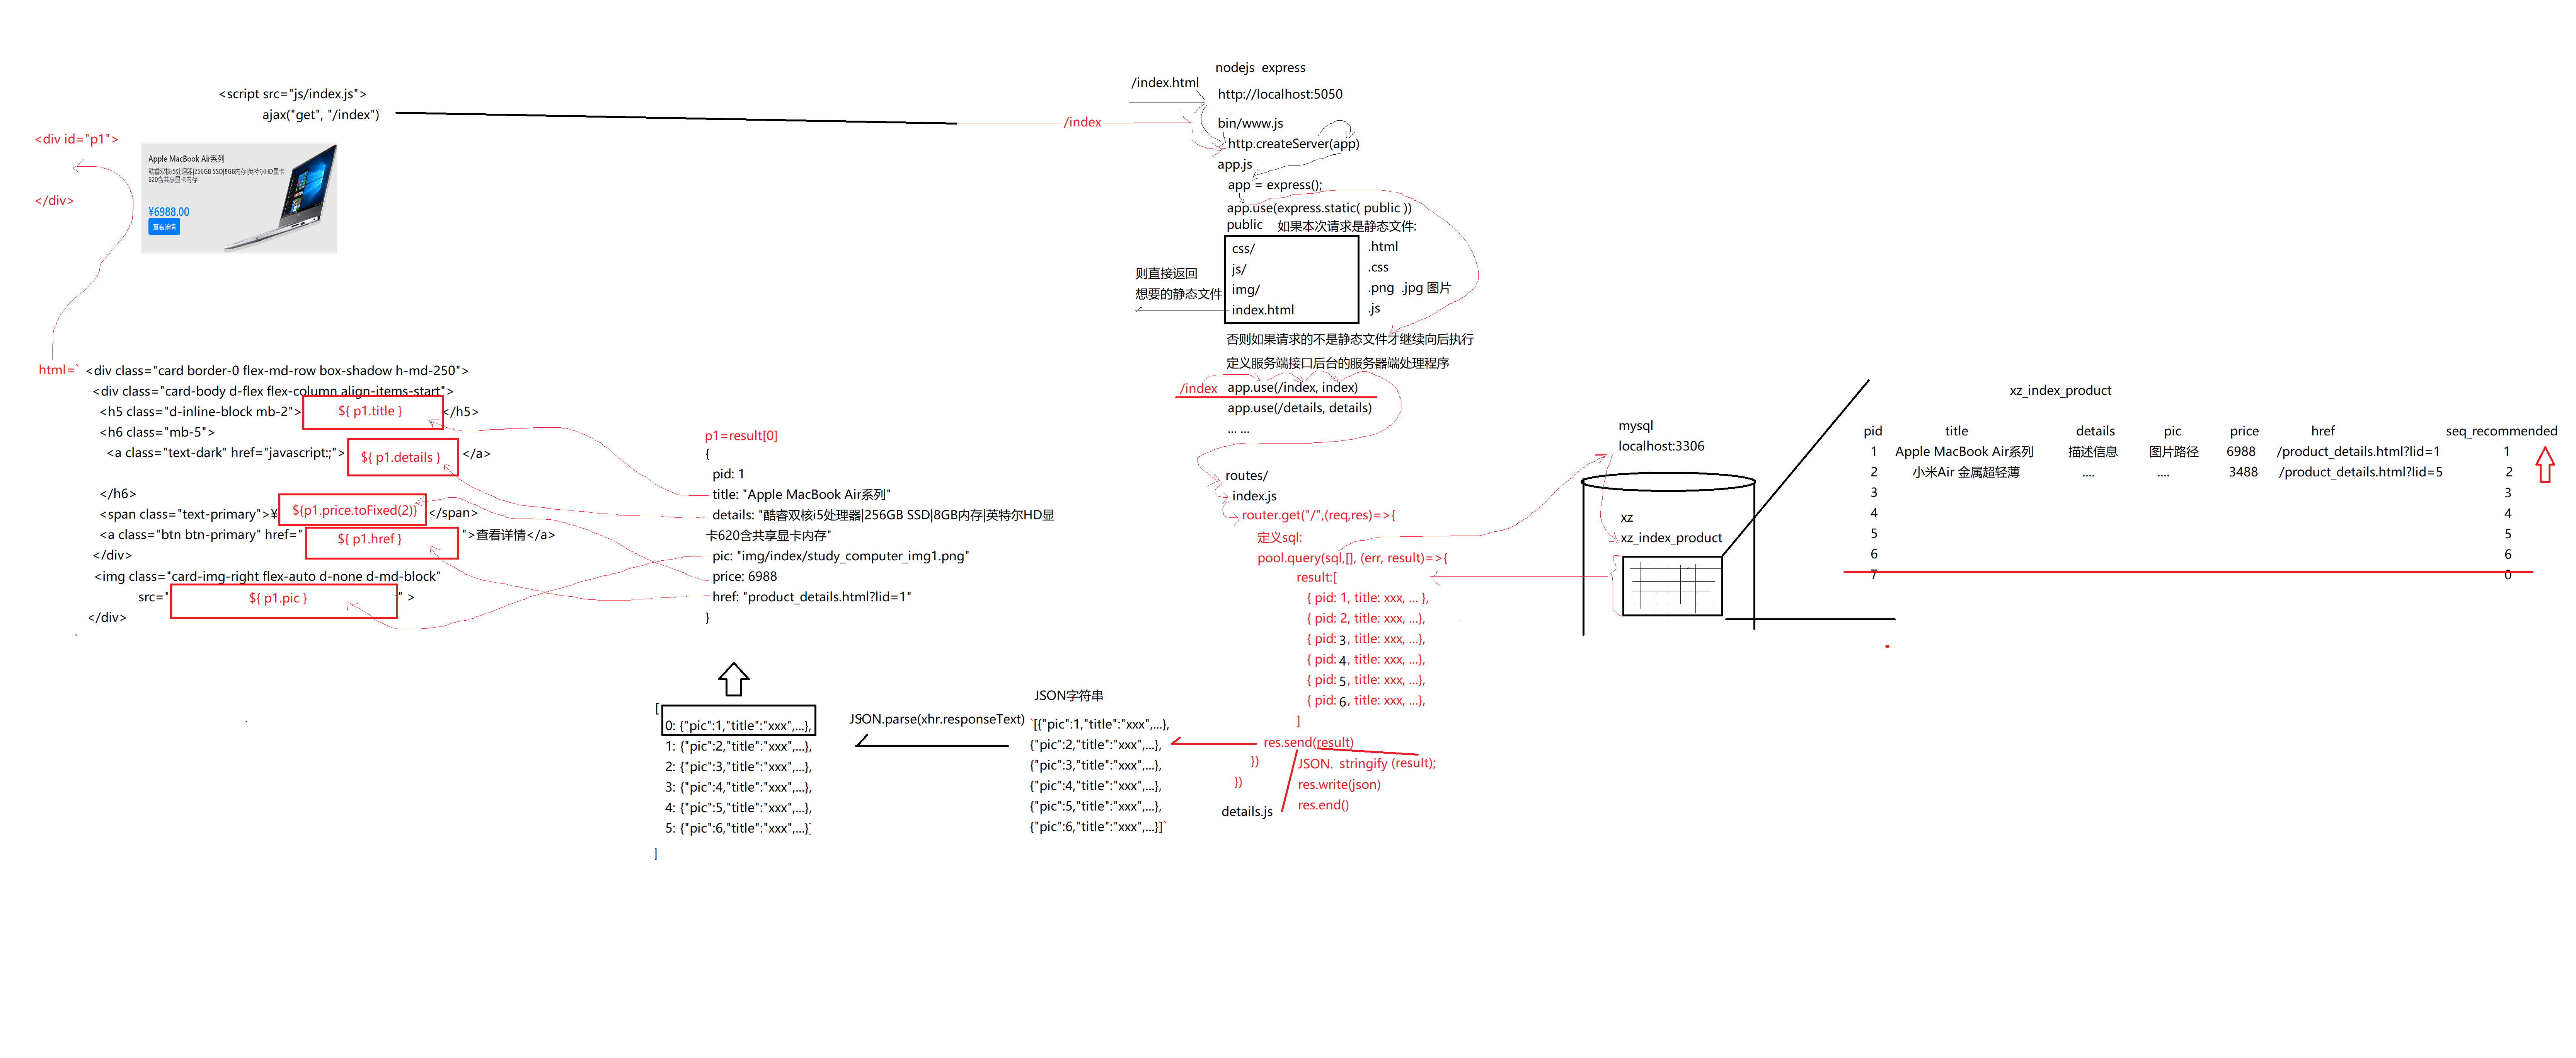 <script src="js/index.js">
ajax("get", "/index")
<div id="p1">
Apple MacBook Air系列
酷睿双核i5处理器|256GB SSD|8GB内存|英特尔HD显卡
620含共享显卡内存
¥6988.00
查看详情
</div>
html=`
<div class="card border-0 flex-md-row box-shadow h-md-250">
<div class="card-body d-flex flex-column align-items-start">
<h5 class="d-inline-block mb-2"> ${ p1.title } </h5>
<h6 class="mb-5">
<a class="text-dark" href="javascript:;"> ${ p1.details } </a>
</h6>
<span class="text-primary">¥ ${p1.price.toFixed(2)} </span>
<a class="btn btn-primary" href=" ${ p1.href } ">查看详情</a>
</div>
<img class="card-img-right flex-auto d-none d-md-block"
src=" ${ p1.pic } " >
</div>
`
p1=result[0]
{
pid: 1
title: "Apple MacBook Air系列"
details: "酷睿双核i5处理器|256GB SSD|8GB内存|英特尔HD显
卡620含共享显卡内存"
pic: "img/index/study_computer_img1.png"
price: 6988
href: "product_details.html?lid=1"
}
[
0: {"pic":1,"title":"xxx",...},
1: {"pic":2,"title":"xxx",...},
2: {"pic":3,"title":"xxx",...},
3: {"pic":4,"title":"xxx",...},
4: {"pic":5,"title":"xxx",...},
5: {"pic":6,"title":"xxx",...}
]
JSON.parse(xhr.responseText)
JSON字符串
`[{"pic":1,"title":"xxx",...},
{"pic":2,"title":"xxx",...},
{"pic":3,"title":"xxx",...},
{"pic":4,"title":"xxx",...},
{"pic":5,"title":"xxx",...},
{"pic":6,"title":"xxx",...}]`
nodejs express
/index.html
http://localhost:5050
/index
bin/www.js
http.createServer(app)
app.js
app = express();
app.use(express.static( public ))
public 如果本次请求是静态文件:
css/
js/
img/
index.html
.html
.css
.png .jpg 图片
.js
则直接返回
想要的静态文件
否则如果请求的不是静态文件才继续向后执行
定义服务端接口后台的服务器端处理程序
/index app.use(/index, index)
app.use(/details, details)
... ...
routes/
index.js
router.get("/",(req,res)=>{
定义sql:
pool.query(sql,[], (err, result)=>{
result:[
{ pid: 1, title: xxx, ... },
{ pid: 2, title: xxx, ...},
{ pid: 3, title: xxx, ...},
{ pid: 4, title: xxx, ...},
{ pid: 5, title: xxx, ...},
{ pid: 6, title: xxx, ...},
]
res.send(result)
})
JSON. stringify (result);
})
res.write(json)
res.end()
details.js
mysql
localhost:3306
xz
xz_index_product
xz_index_product
pid title details pic price href seq_recommended
1 Apple MacBook Air系列 描述信息 图片路径 6988 /product_details.html?lid=1 1
2 小米Air 金属超轻薄 .... .... 3488 /product_details.html?lid=5 2
3 3
4 4
5 5
6 6
7 0